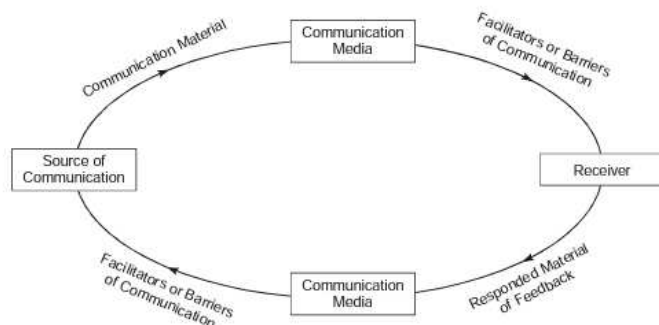 Communication
Media
Communication Material
Facilitators or Barriers
of Communication
Source of
Communication
Receiver
Facilitators or Barriers
of Communication
Communication
Media
Responded Material
of Feedback